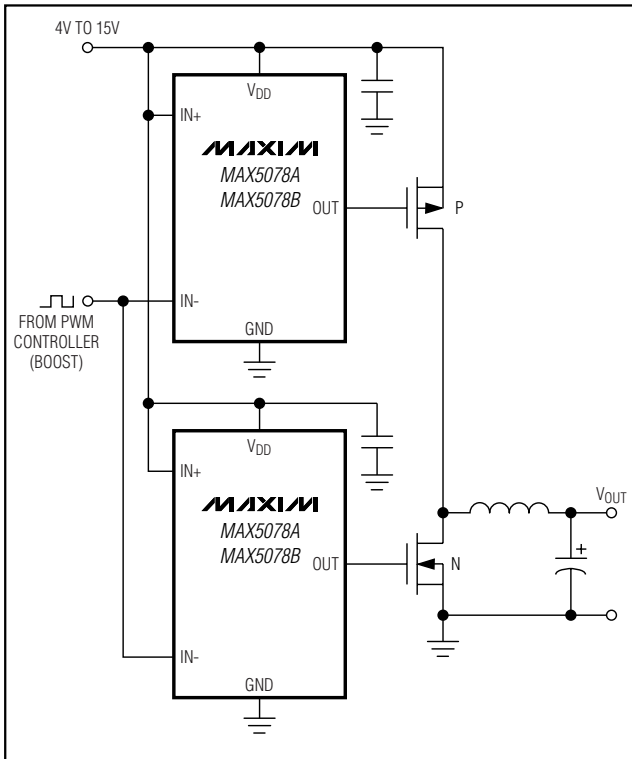 4V TO 15V
VDD
IN+
MAXIM
MAX5078A
MAX5078B
OUT
P
IN-
FROM PWM
CONTROLLER
(BOOST)
GND
VDD
IN+
MAXIM
MAX5078A
MAX5078B
OUT
N
VOUT
+
IN-
GND